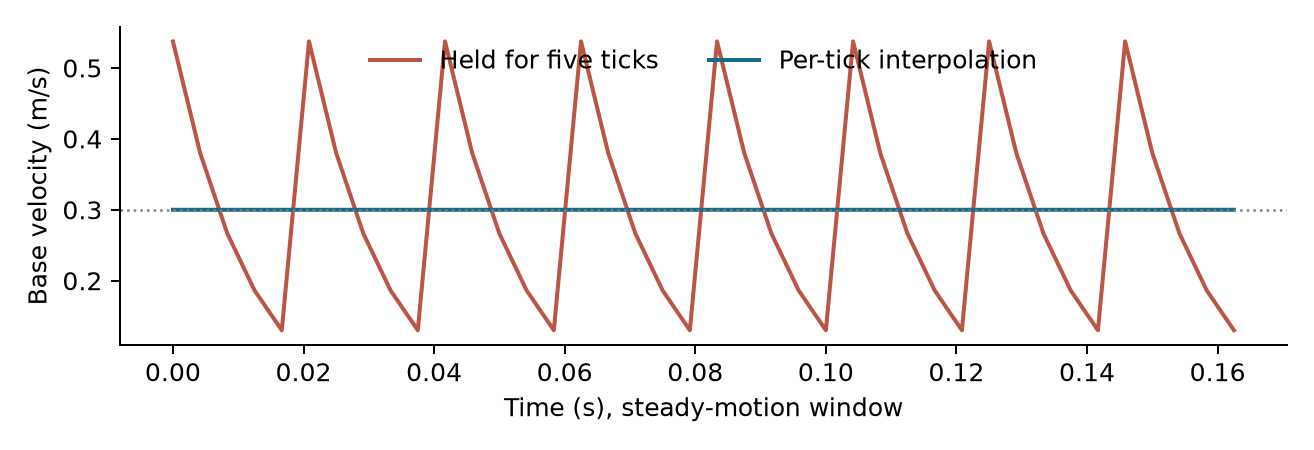 Held for five ticks
Per-tick interpolation
Base velocity (m/s)
0.5
0.4
0.3
0.2
0.00 0.02 0.04 0.06 0.08 0.10 0.12 0.14 0.16
Time (s), steady-motion window